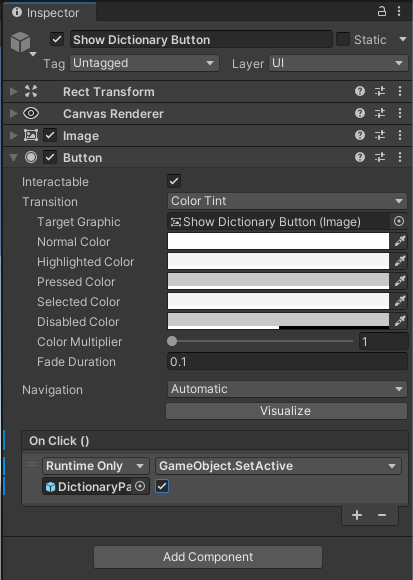 Inspector
Show Dictionary Button
Static
Tag Untagged Layer UI
Rect Transform
Canvas Renderer
Image
Button
Interactable
Transition Color Tint
Target Graphic Show Dictionary Button (Image)
Normal Color
Highlighted Color
Pressed Color
Selected Color
Disabled Color
Color Multiplier 1
Fade Duration 0.1
Navigation Automatic
Visualize
On Click ()
Runtime Only GameObject.SetActive
DictionaryPa
Add Component